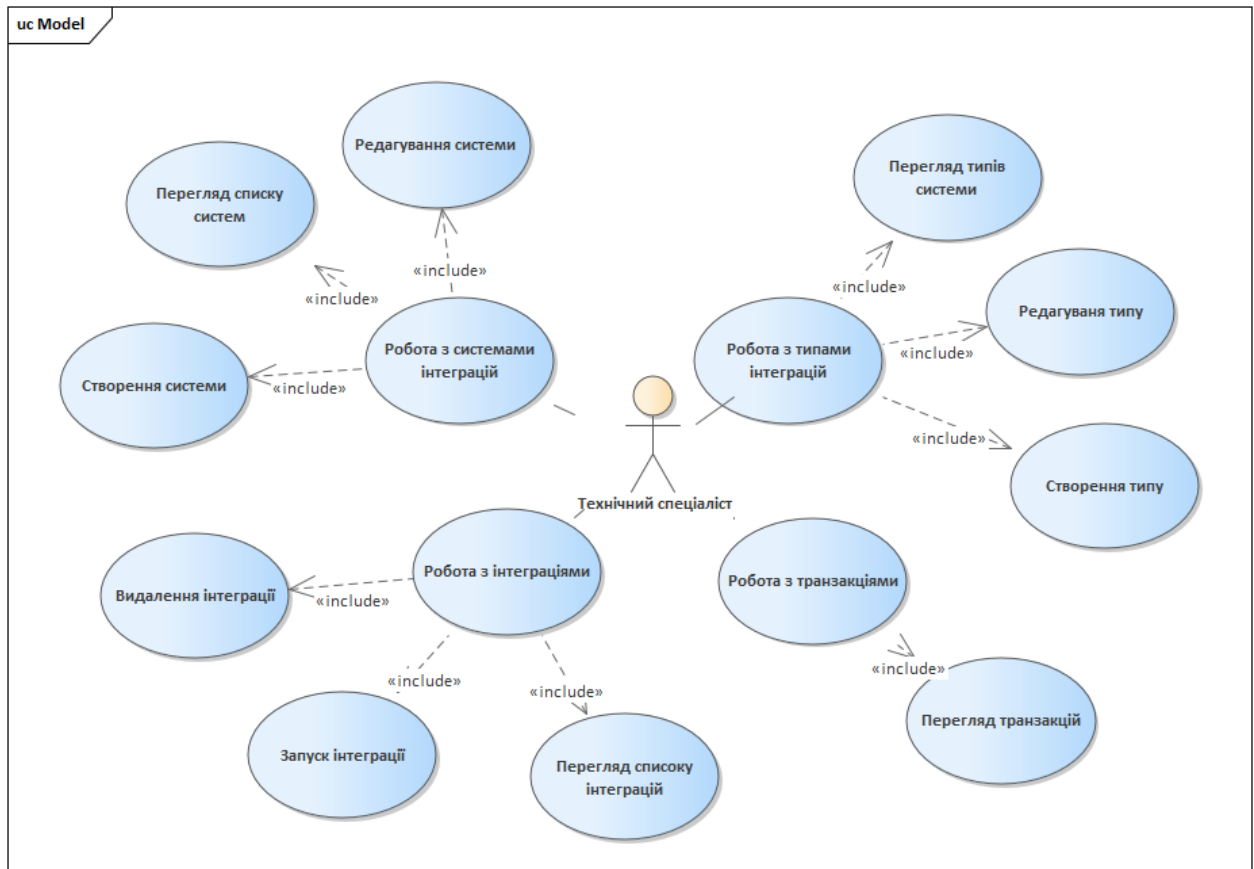 uc Model
Редагування системи
Перегляд списку
систем
«include»
«include»
Створення системи
«include»
Робота з системами
інтеграцій
Перегляд типів
системи
«include»
Редагуваня типу
«include»
Робота з типами
інтеграцій
«include»
Створення типу
Технічний спеціаліст
Робота з інтеграціями
Видалення інтеграції
«include»
«include»
«include»
Запуск інтеграції
Перегляд списоку
інтеграцій
Робота з транзакціями
«include»
Перегляд транзакцій